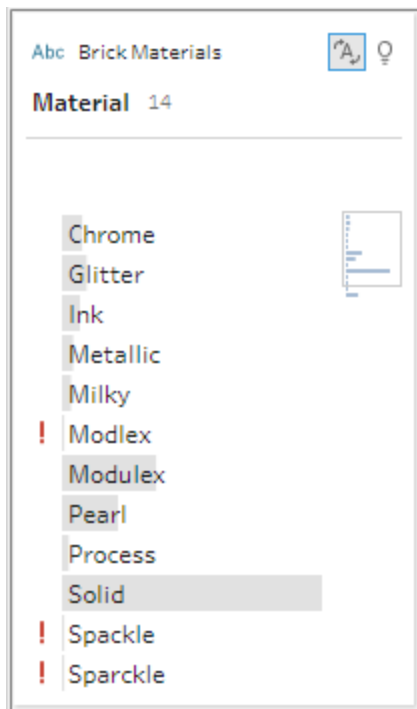 Abc Brick Materials
Material 14
Chrome
Glitter
Ink
Metallic
Milky
! Modlex
Modulex
Pearl
Process
Solid
! Spackle
! Sparckle